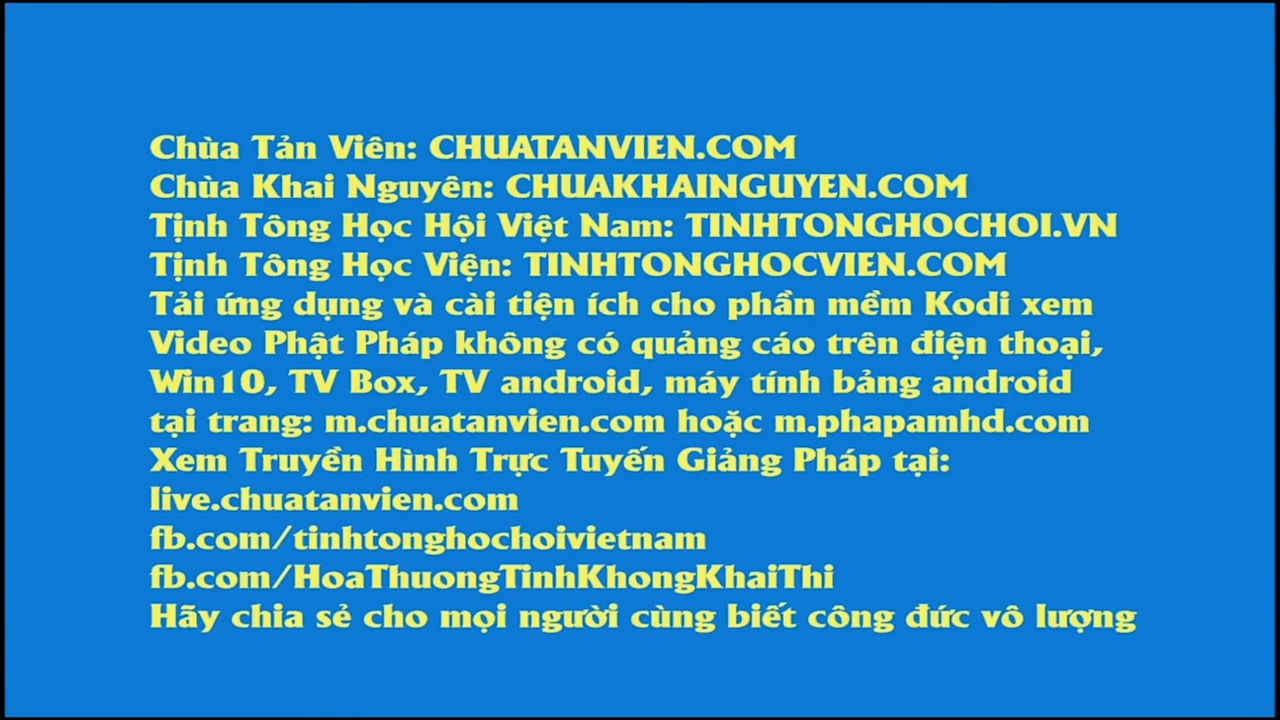 Chùa Tản Viên: CHUATANVIEN.COM
Chùa Khai Nguyên: CHUAKHAINGUYEN.COM
Tịnh Tông Học Hội Việt Nam: TINHTONGHOCHOI.VN
Tịnh Tông Học Viện: TINHTONGHOCVIEN.COM
Tải ứng dụng và cài tiện ích cho phần mềm Kodi xem
Video Phật Pháp không có quảng cáo trên điện thoại,
Win10, TV Box, TV android, máy tính bảng android
tại trang: m.chuatanvien.com hoặc m.phapamhd.com
Xem Truyền Hình Trực Tuyến Giảng Pháp tại:
live.chuatanvien.com
fb.com/tinhtonghochoivietnam
fb.com/HoaThuongTinhKhongKhaiThi
Hãy chia sẻ cho mọi người cùng biết công đức vô lượng